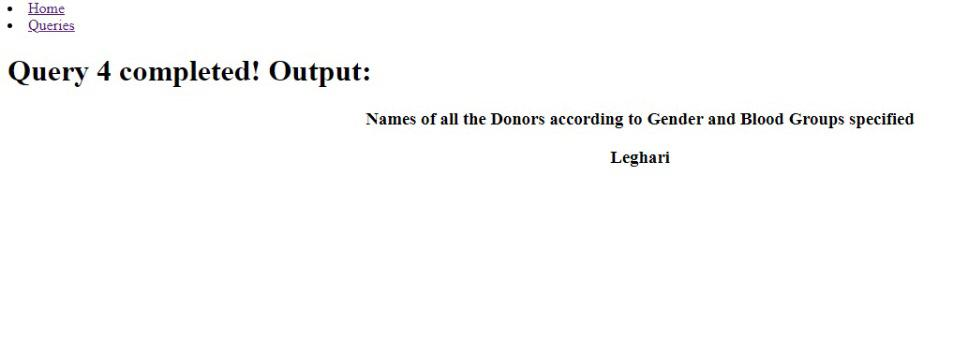 Home
Queries
Query 4 completed! Output:
Names of all the Donors according to Gender and Blood Groups specified
Leghari